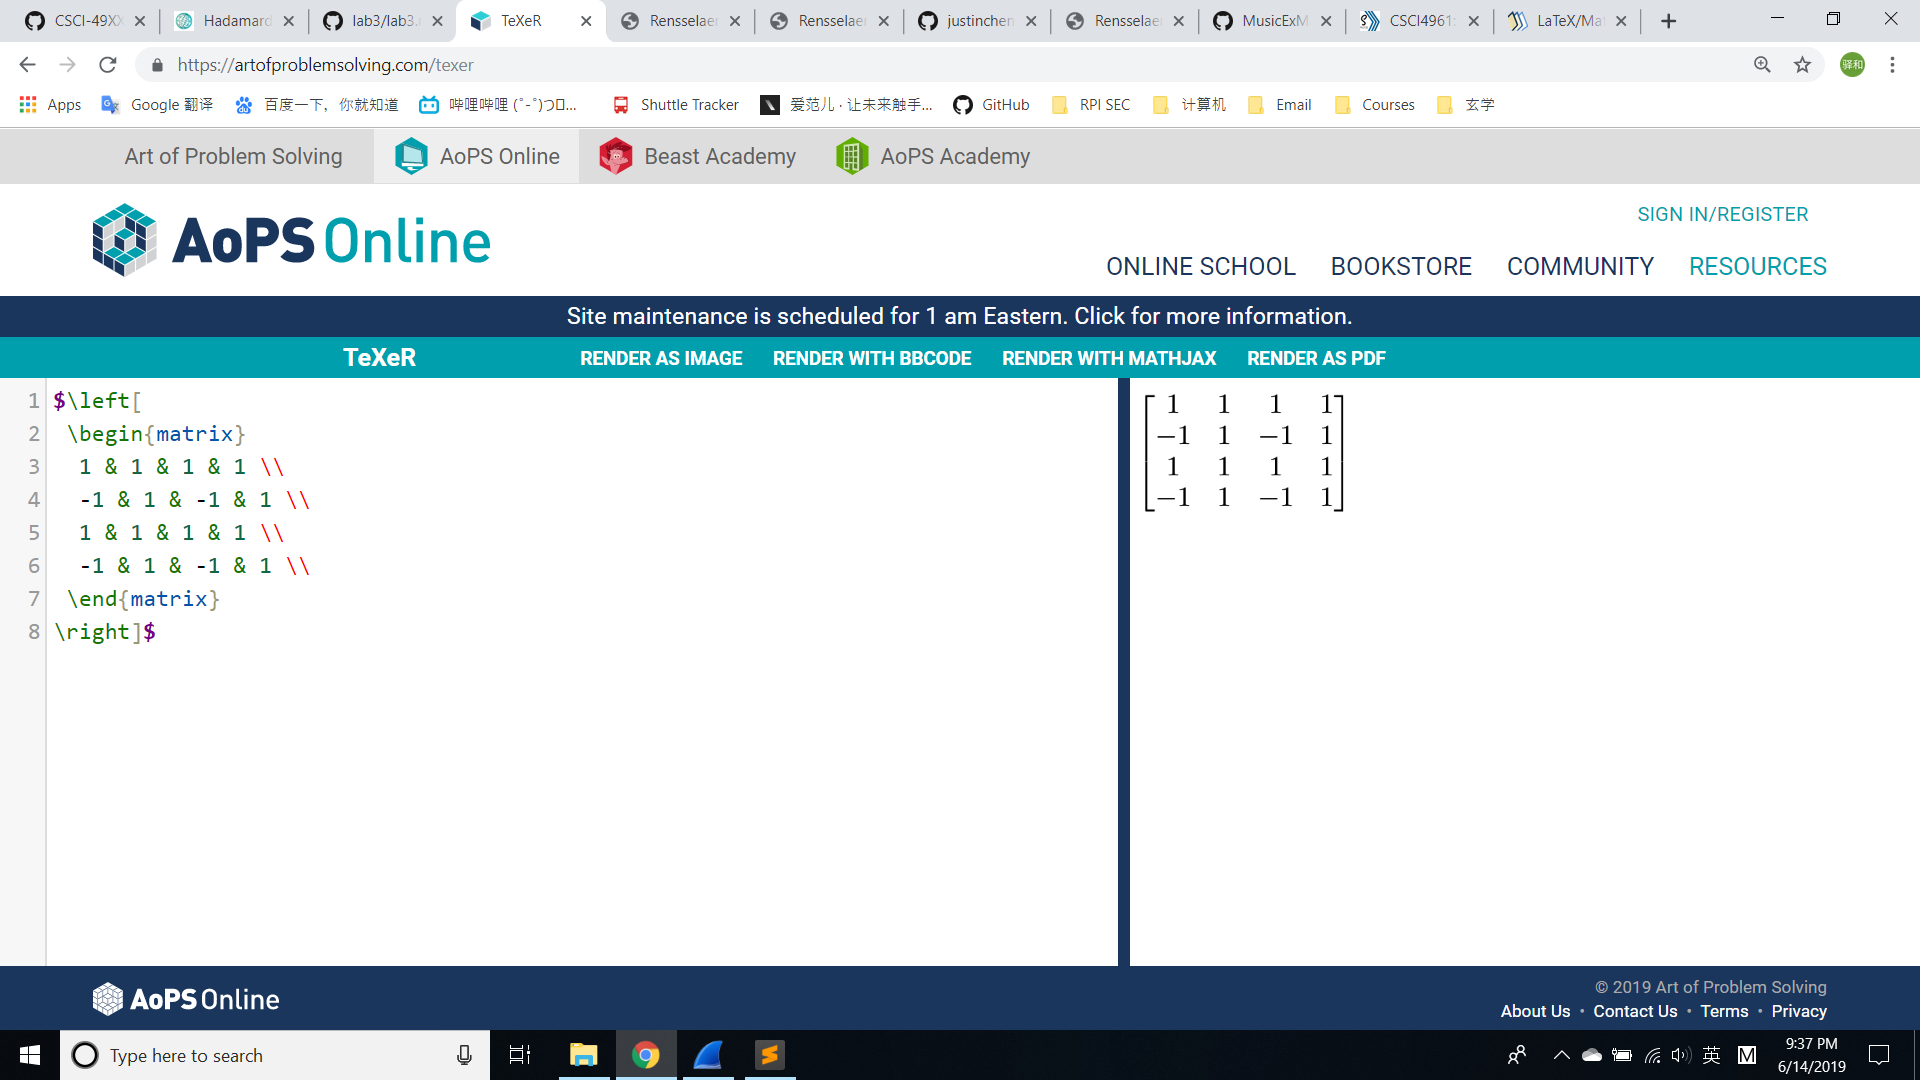 CSCI-49XX
Hadamard
lab3/lab3.
TeXeR
Rensselaer
Rensselaer
justinchen
Rensselaer
MusicExM
CSCI4961:
LaTeX/Ma
https://artofproblemsolving.com/texer
驿和
Apps
Google 翻译
百度一下，你就知道
哔哩哔哩 (゜-゜)つ...
Shuttle Tracker
爱范儿 · 让未来触手...
GitHub
RPI SEC
计算机
Email
Courses
玄学
Art of Problem Solving
AoPS Online
Beast Academy
AoPS Academy
AoPS Online
SIGN IN/REGISTER
ONLINE SCHOOL
BOOKSTORE
COMMUNITY
RESOURCES
Site maintenance is scheduled for 1 am Eastern. Click for more information.
TeXeR
RENDER AS IMAGE
RENDER WITH BBCODE
RENDER WITH MATHJAX
RENDER AS PDF
1 $\left[
2 \begin{matrix}
3 1 & 1 & 1 & 1 \\
4 -1 & 1 & -1 & 1 \\
5 1 & 1 & 1 & 1 \\
6 -1 & 1 & -1 & 1 \\
7 \end{matrix}
8 \right]$
1 1 1 1
−1 1 −1 1
1 1 1 1
−1 1 −1 1
AoPS Online
© 2019 Art of Problem Solving
About Us • Contact Us • Terms • Privacy
Type here to search
英
M
9:37 PM
6/14/2019